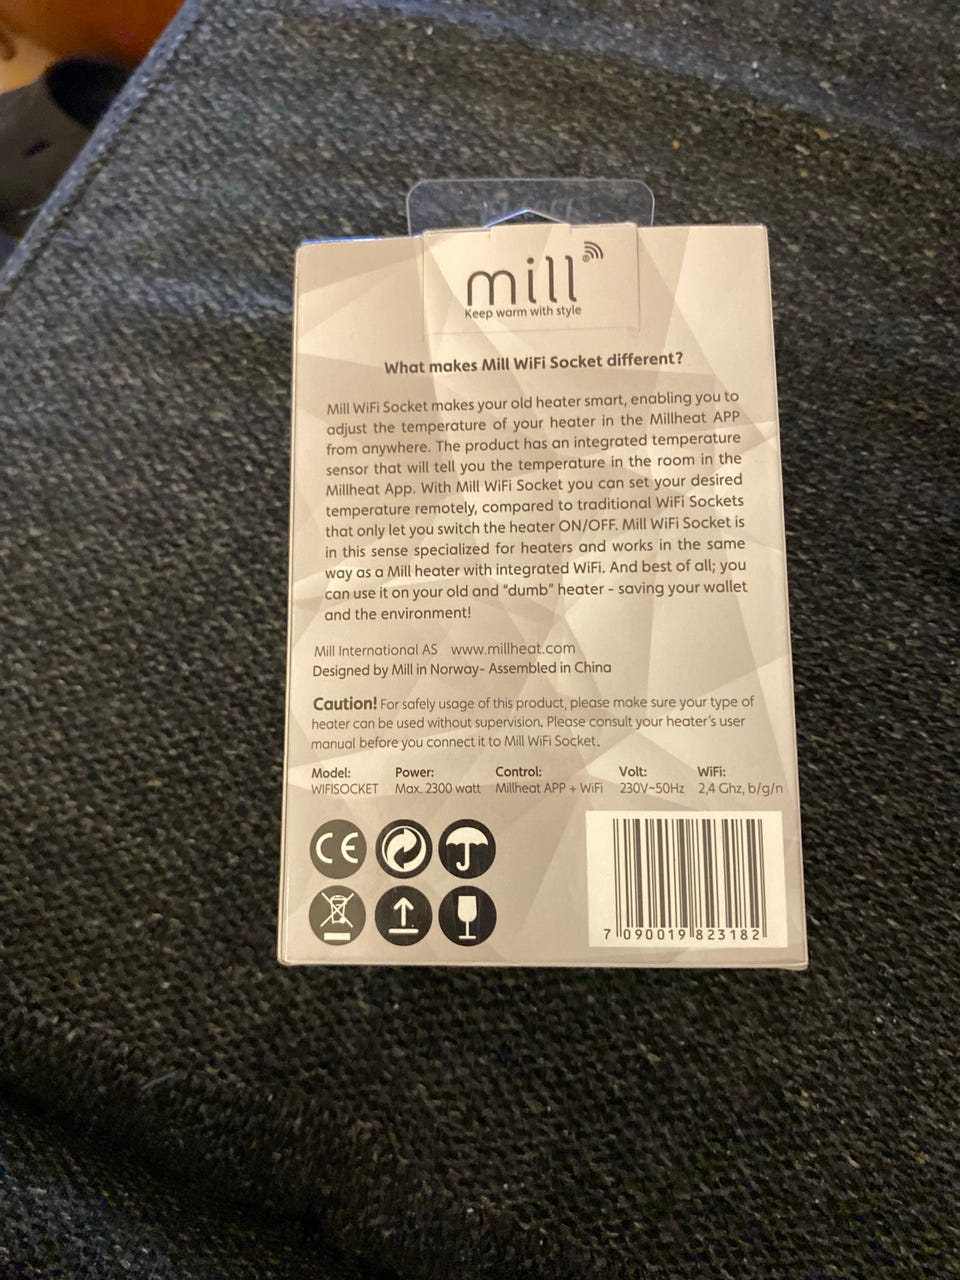 mill®
Keep warm with style
What makes Mill WiFi Socket different?
Mill WiFi Socket makes your old heater smart, enabling you to
adjust the temperature of your heater in the Millheat APP
from anywhere. The product has an integrated temperature
sensor that will tell you the temperature in the room in the
Millheat App. With Mill WiFi Socket you can set your desired
temperature remotely, compared to traditional WiFi Sockets
that only let you switch the heater ON/OFF. Mill WiFi Socket is
in this sense specialized for heaters and works in the same
way as a Mill heater with integrated WiFi. And best of all; you
can use it on your old and “dumb” heater - saving your wallet
and the environment!
Mill International AS www.millheat.com
Designed by Mill in Norway- Assembled in China
Caution! For safely usage of this product, please make sure your type of
heater can be used without supervision. Please consult your heater's user
manual before you connect it to Mill WiFi Socket.
Model: Power: Control: Volt: WiFi:
WIFISOCKET Max. 2300 watt Millheat APP + WiFi 230V~50Hz 2,4 Ghz, b/g/n
CE
7 090019 823182